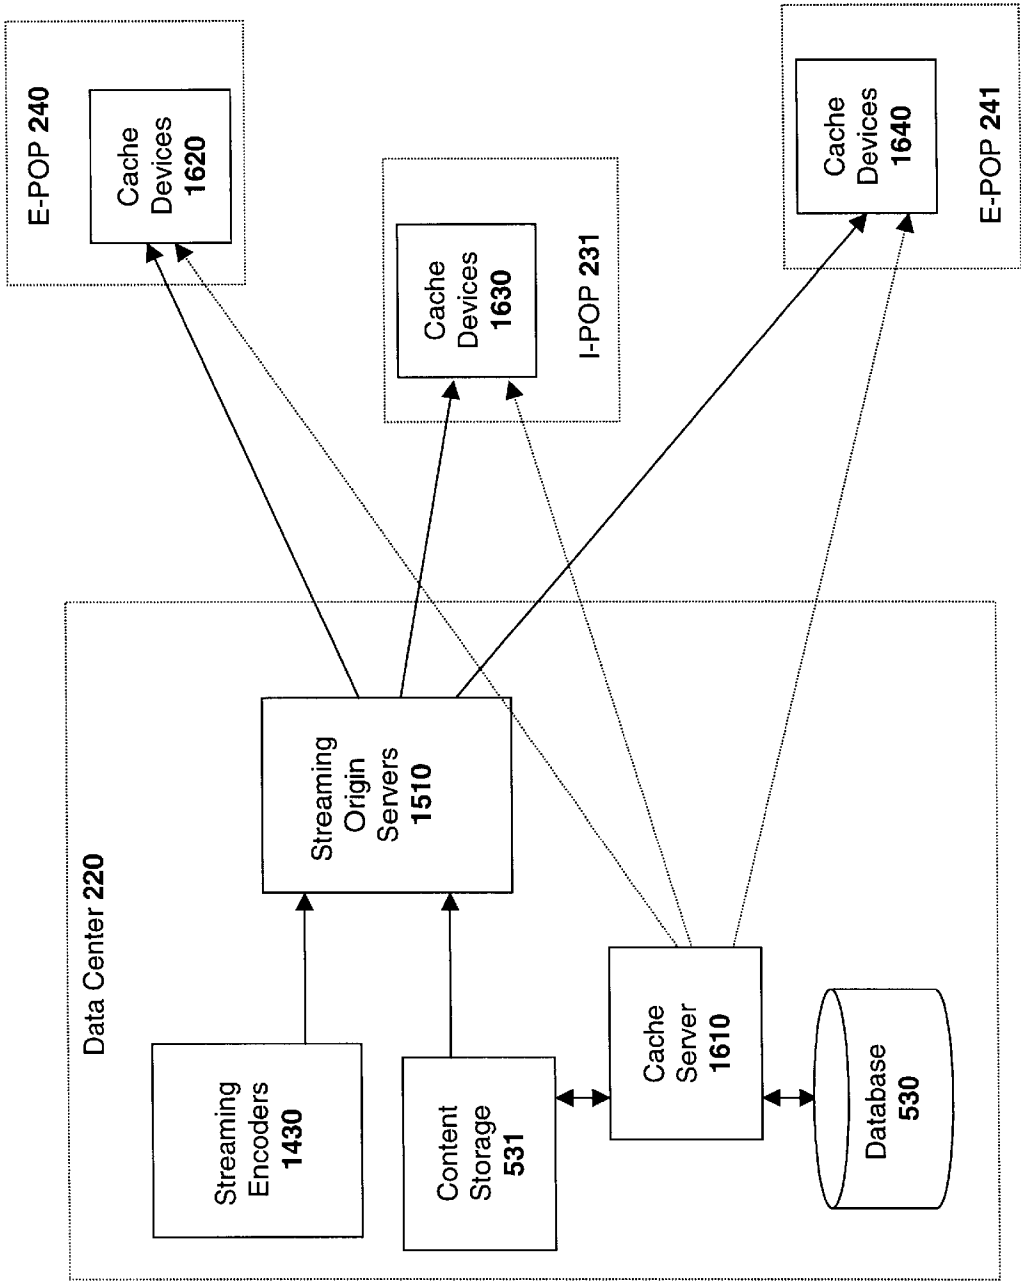 Data Center 220
Streaming
Encoders
1430
Content
Storage
531
Streaming
Origin
Servers
1510
Cache
Server
1610
Database
530
E-POP 240
Cache
Devices
1620
Cache
Devices
1630
I-POP 231
Cache
Devices
1640
E-POP 241